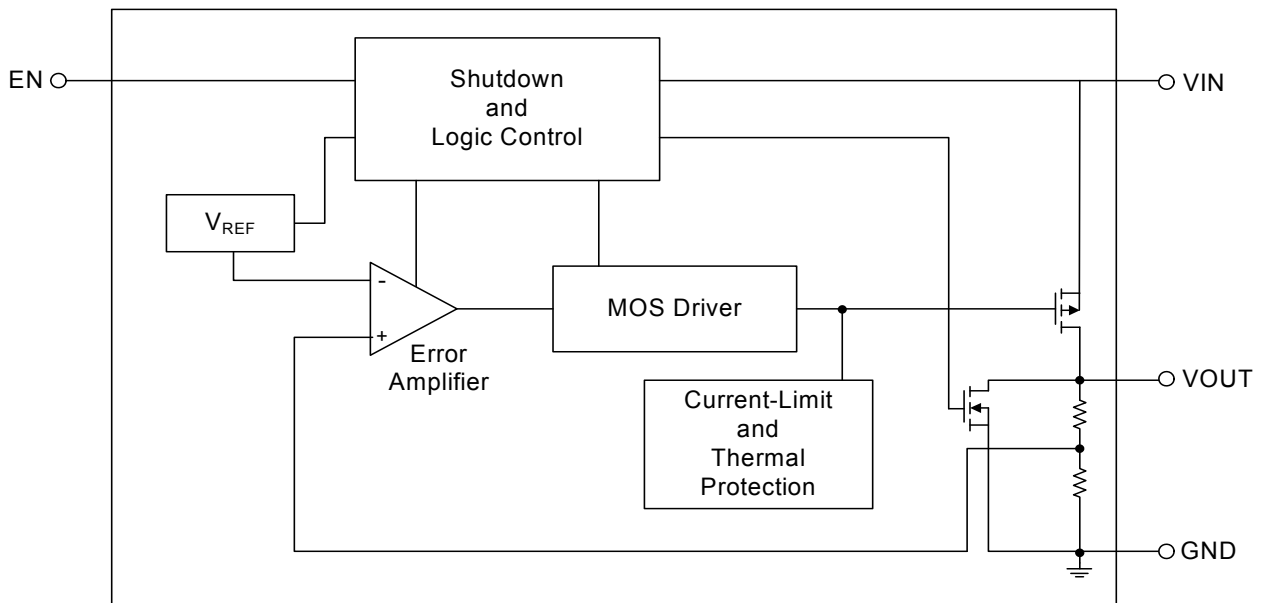 EN
Shutdown
and
Logic Control
VIN
VREF
-
+
Error
Amplifier
MOS Driver
Current-Limit
and
Thermal
Protection
VOUT
GND